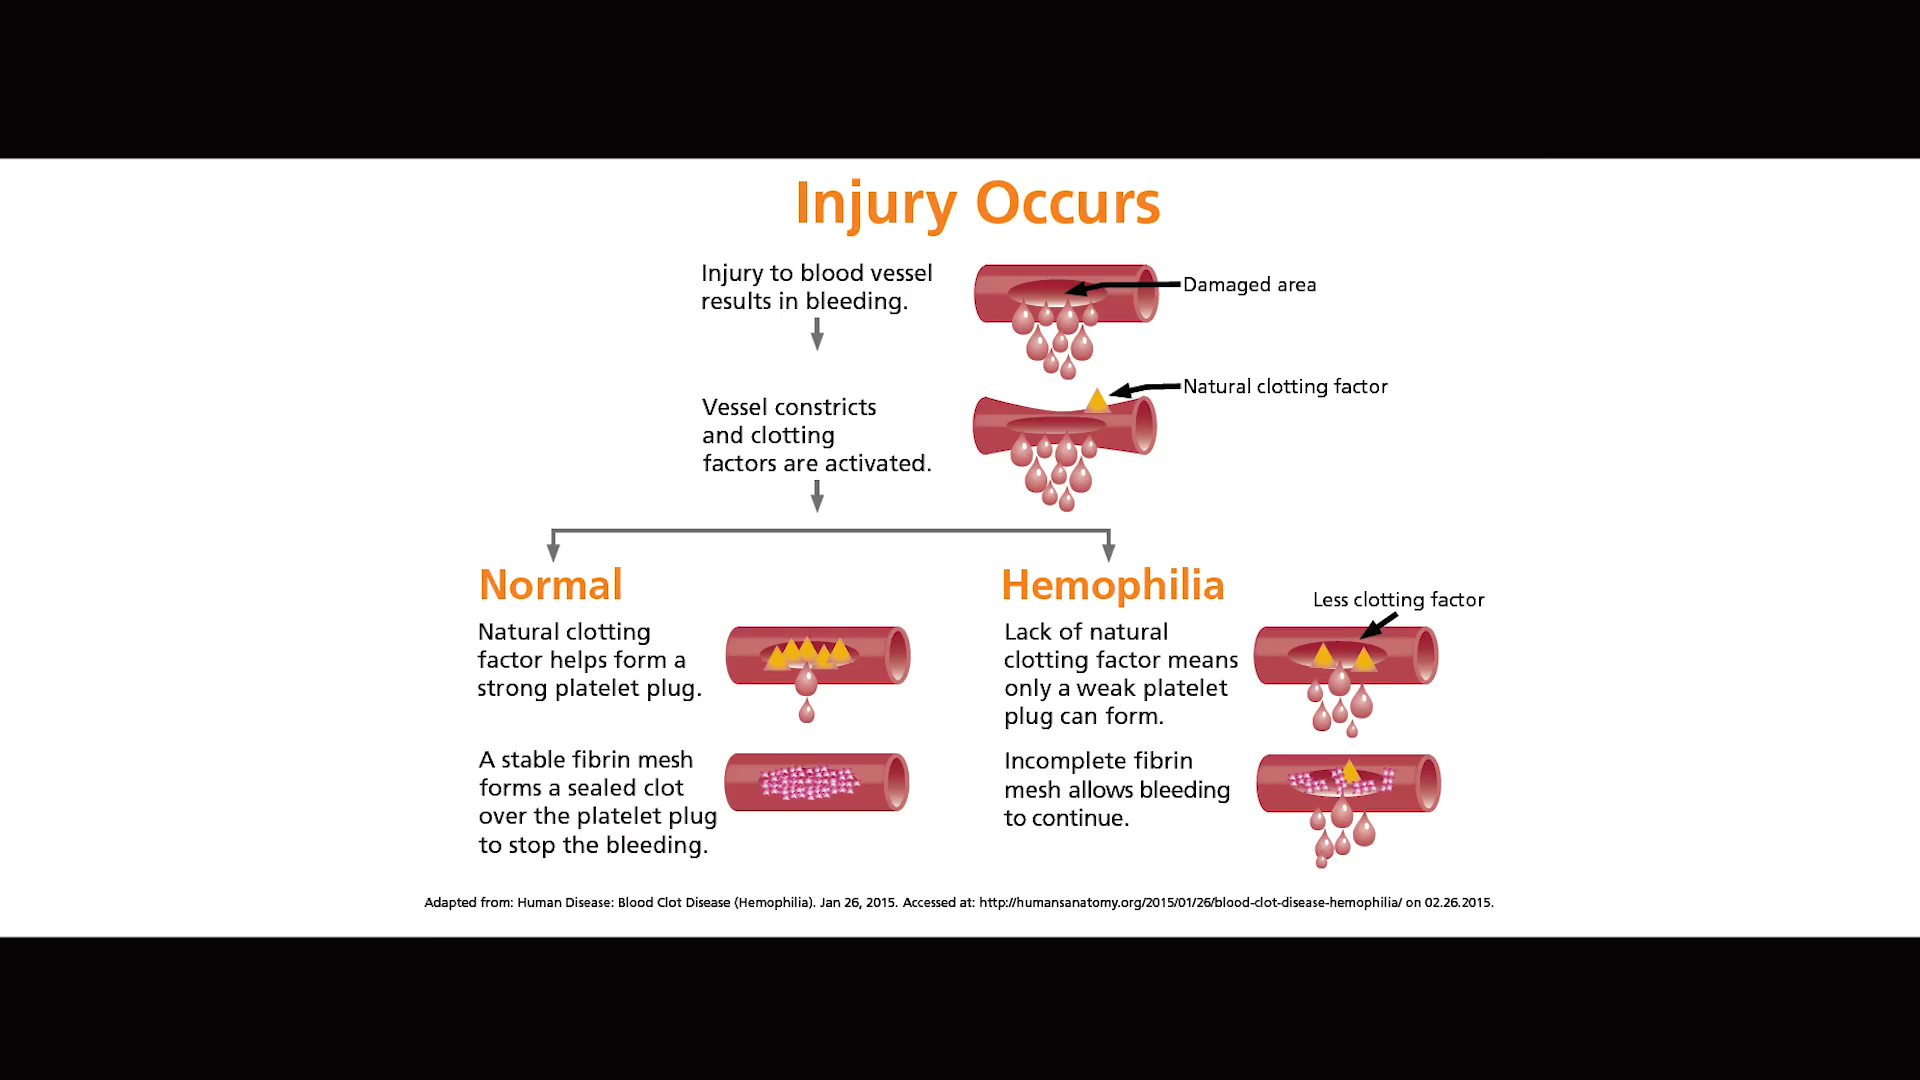 Injury Occurs
Injury to blood vessel
results in bleeding.
Damaged area
Natural clotting factor
Vessel constricts
and clotting
factors are activated.
Normal
Natural clotting
factor helps form a
strong platelet plug.
A stable fibrin mesh
forms a sealed clot
over the platelet plug
to stop the bleeding.
Hemophilia
Less clotting factor
Lack of natural
clotting factor means
only a weak platelet
plug can form.
Incomplete fibrin
mesh allows bleeding
to continue.
Adapted from: Human Disease: Blood Clot Disease (Hemophilia). Jan 26, 2015. Accessed at: http://humansanatomy.org/2015/01/26/blood-clot-disease-hemophilia/ on 02.26.2015.